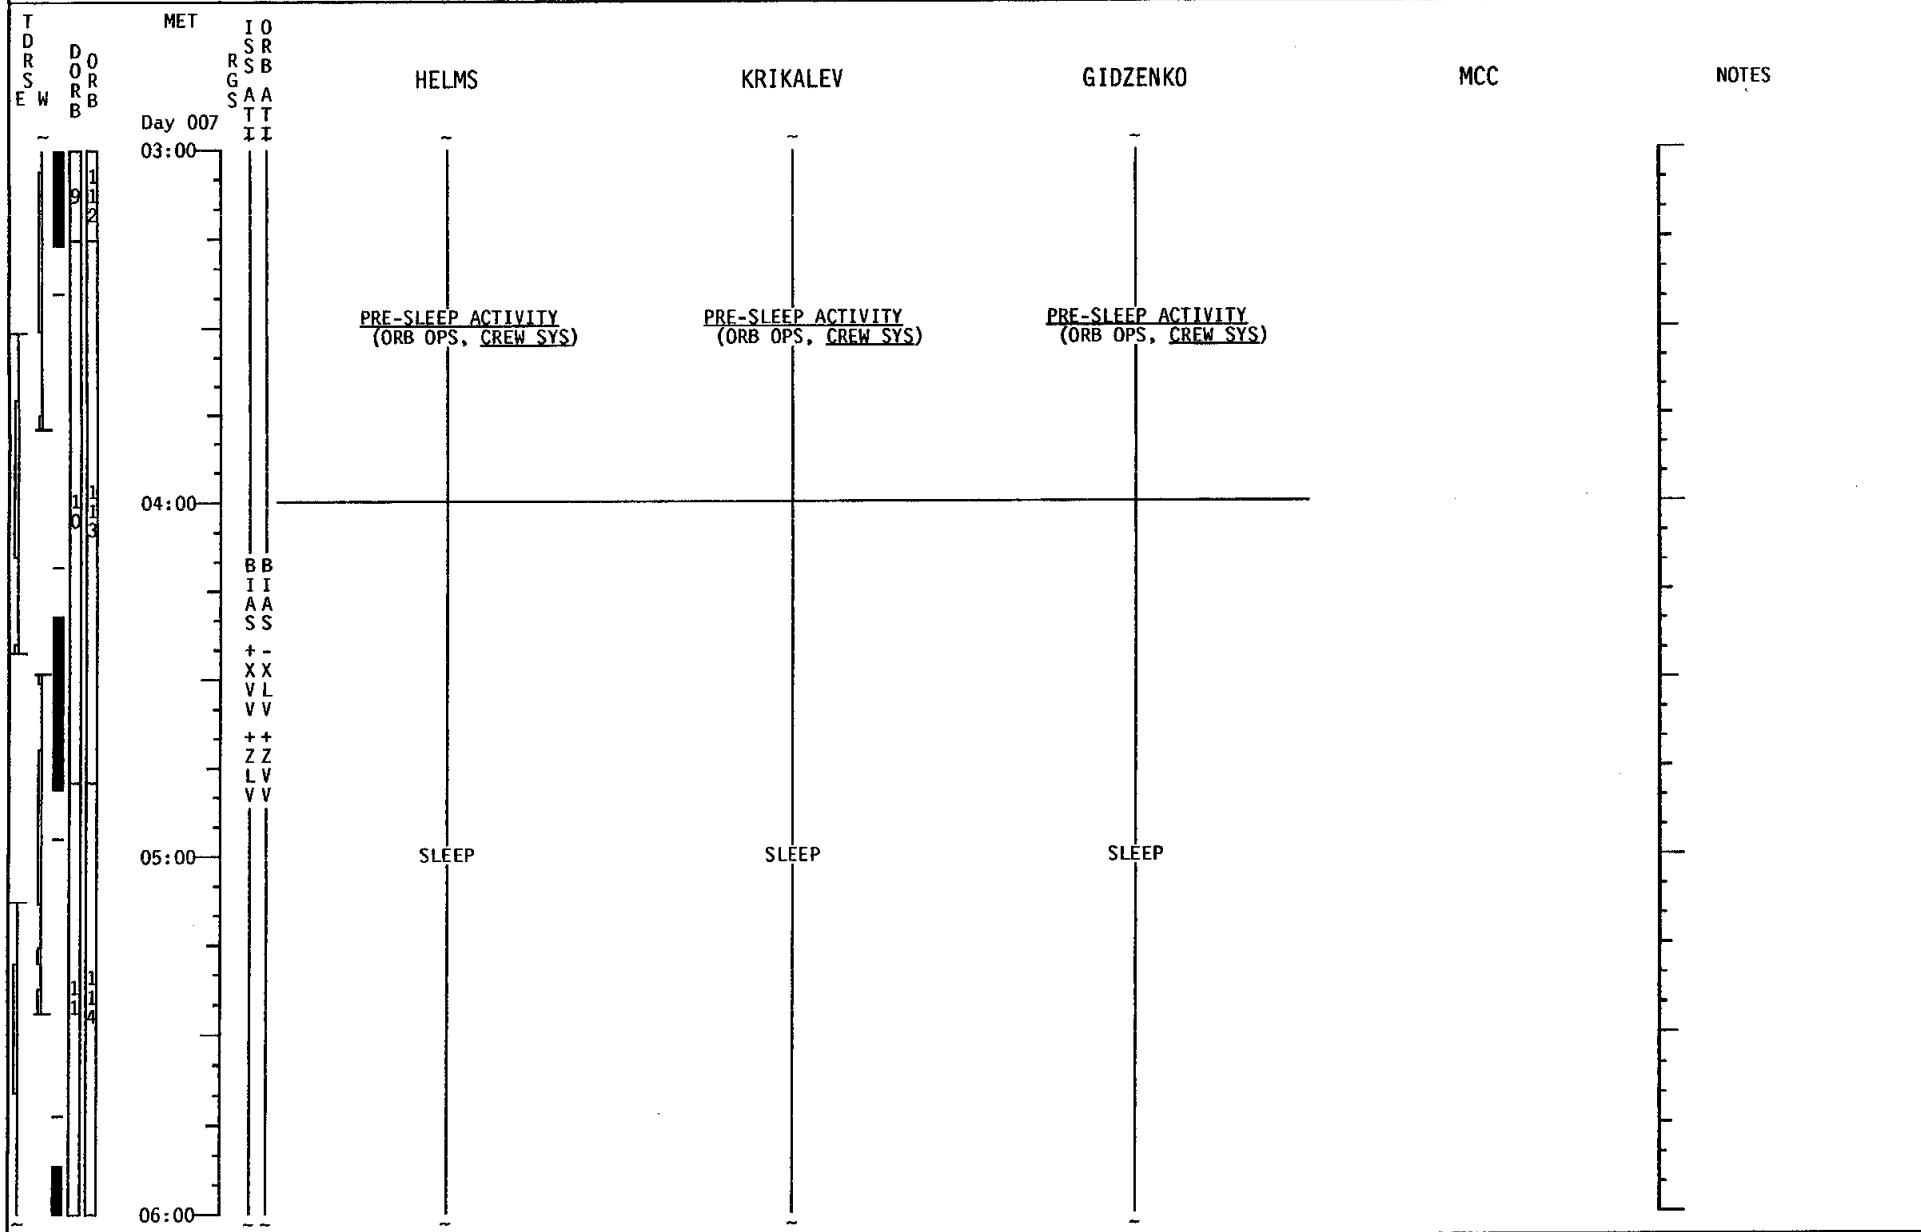 TDRS
E W
DORB
ORB
MET
RGS
ISS ATT
ORB ATT
HELMS
KRIKALEV
GIDZENKO
MCC
NOTES
Day 007
03:00
9
112
PRE-SLEEP ACTIVITY
(ORB OPS, CREW SYS)
PRE-SLEEP ACTIVITY
(ORB OPS, CREW SYS)
PRE-SLEEP ACTIVITY
(ORB OPS, CREW SYS)
04:00
10
113
BIAS +XVV +ZLV
BIAS -XLV +ZVV
05:00
SLEEP
SLEEP
SLEEP
11
114
06:00